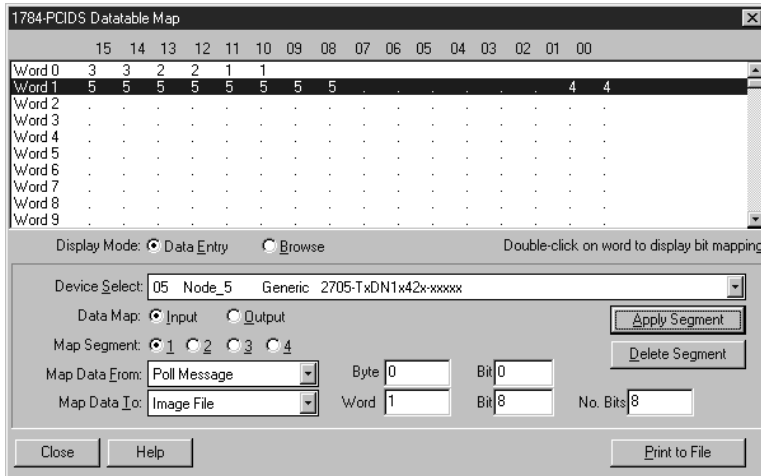 1784-PCIDS Datatable Map
15 14 13 12 11 10 09 08 07 06 05 04 03 02 01 00
Word 0 3 3 2 2 1 1
Word 1 5 5 5 5 5 5 5 5 . . . . . . 4 4
Word 2 . . . . . . . . . . . . . . . .
Word 3 . . . . . . . . . . . . . . . .
Word 4 . . . . . . . . . . . . . . . .
Word 5 . . . . . . . . . . . . . . . .
Word 6 . . . . . . . . . . . . . . . .
Word 7 . . . . . . . . . . . . . . . .
Word 8 . . . . . . . . . . . . . . . .
Word 9 . . . . . . . . . . . . . . . .
Display Mode: Data Entry Browse Double-click on word to display bit mapping
Device Select: 05 Node_5 Generic 2705-TxDN1x42x-xxxxx
Data Map: Input Output Apply Segment
Map Segment: 1 2 3 4 Delete Segment
Map Data From: Poll Message Byte 0 Bit 0
Map Data To: Image File Word 1 Bit 8 No. Bits 8
Close Help Print to File